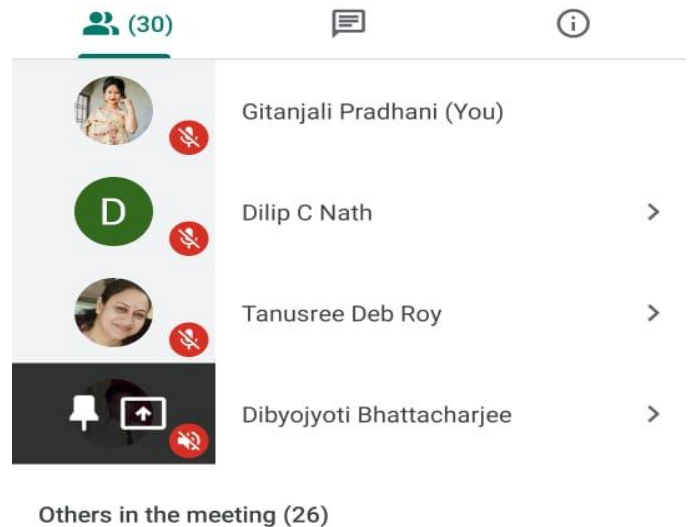 (30)
Gitanjali Pradhani (You)
D
Dilip C Nath
Tanusree Deb Roy
Dibyojyoti Bhattacharjee
Others in the meeting (26)